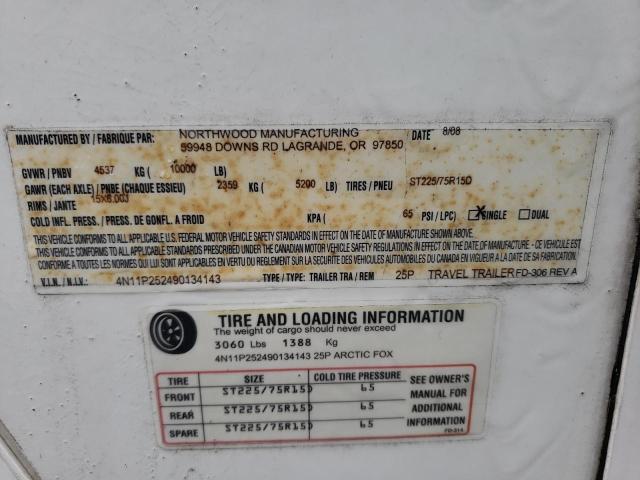 MANUFACTURED BY / FABRIQUE PAR: NORTHWOOD MANUFACTURING DATE 8/08
59948 DOWNS RD LAGRANDE, OR 97850
GVWR / PNBV 4537 KG ( 10000 LB)
GAWR (EACH AXLE) / PNBE (CHAQUE ESSIEU) 2359 KG ( 5200 LB) TIRES / PNEU ST225/75R15D
RIMS / JANTE 15X6.00J
COLD INFL. PRESS. / PRESS. DE GONFL. A FROID KPA ( 65 PSI / LPC) X SINGLE DUAL
THIS VEHICLE CONFORMS TO ALL APPLICABLE U.S. FEDERAL MOTOR VEHICLE SAFETY STANDARDS IN EFFECT ON THE DATE OF MANUFACTURE SHOWN ABOVE.
THIS VEHICLE CONFORMS TO ALL APPLICABLE STANDARDS PRESCRIBED UNDER THE CANADIAN MOTOR VEHICLE SAFETY REGULATIONS IN EFFECT ON THE DATE OF MANUFACTURE - CE VEHICULE EST
CONFORME A TOUTES LES NORMES QUI LUI SONT APPLICABLES EN VERTU DU REGLEMENT SUR LA SECURITE DES VEHICULES AUTOMOBILES DU CANADA EN VIGUEUR A LA DATE DE SA FABRICATION.
V.I.N. / N.I.V.: 4N11P252490134143 TYPE / TYPE: TRAILER TRA / REM 25P TRAVEL TRAILER FD-306 REV A
TIRE AND LOADING INFORMATION
The weight of cargo should never exceed
3060 Lbs 1388 Kg
4N11P252490134143 25P ARCTIC FOX
TIRE SIZE COLD TIRE PRESSURE SEE OWNER'S MANUAL FOR ADDITIONAL INFORMATION
FRONT ST225/75R15D 65
REAR ST225/75R15D 65
SPARE ST225/75R15D 65
FD-314